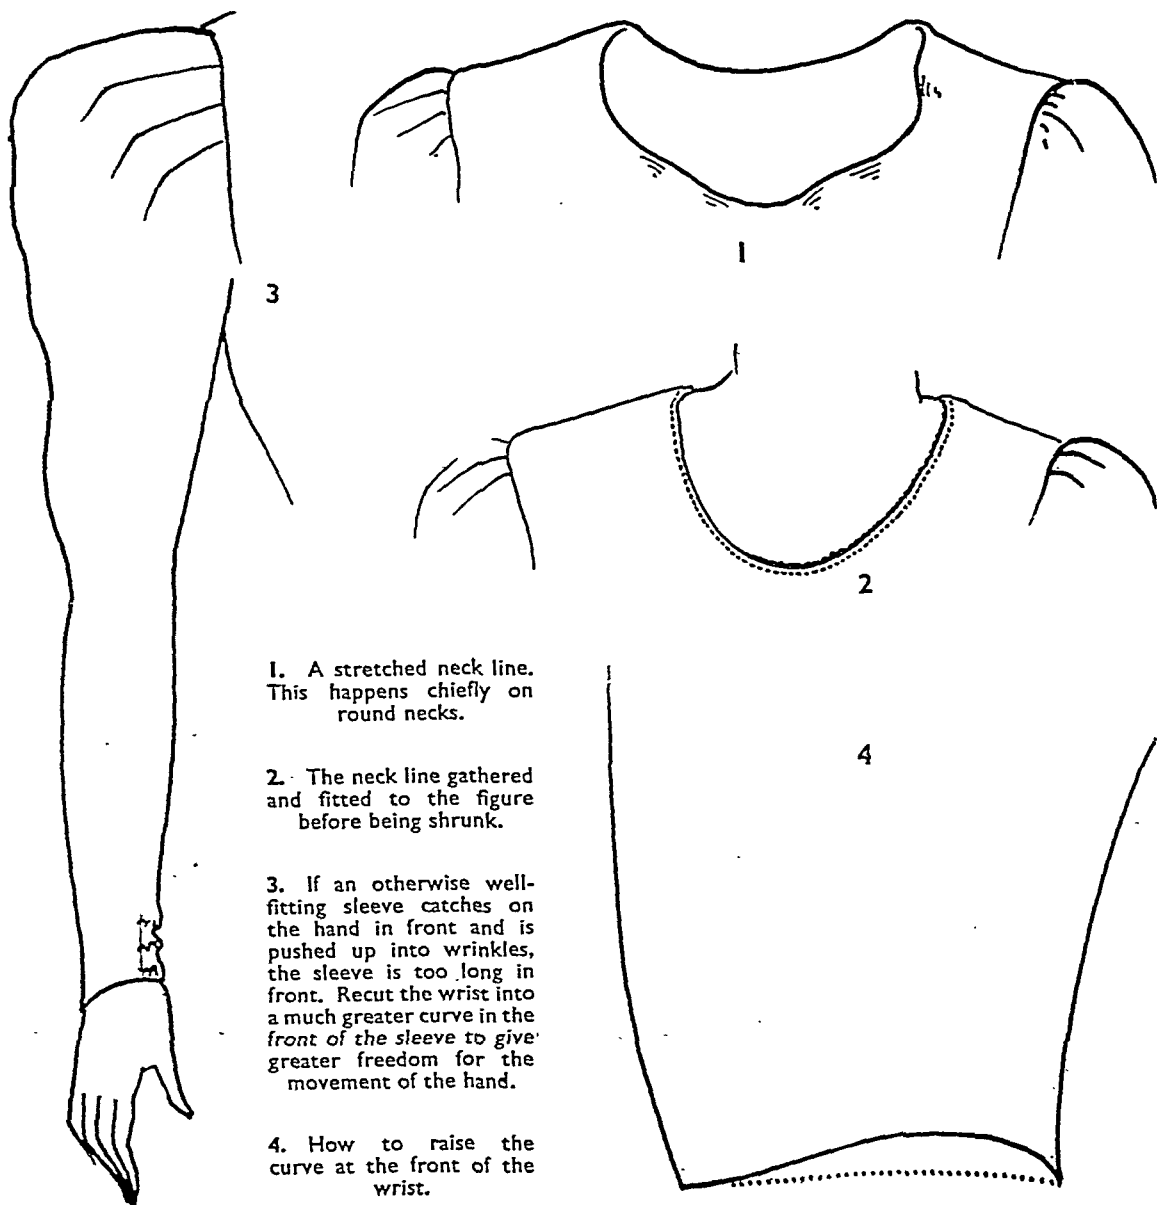 3
1
2
1. A stretched neck line.
This happens chiefly on
round necks.
2. The neck line gathered
and fitted to the figure
before being shrunk.
4
3. If an otherwise well-
fitting sleeve catches on
the hand in front and is
pushed up into wrinkles,
the sleeve is too long in
front. Recut the wrist into
a much greater curve in the
front of the sleeve to give
greater freedom for the
movement of the hand.
4. How to raise the
curve at the front of the
wrist.